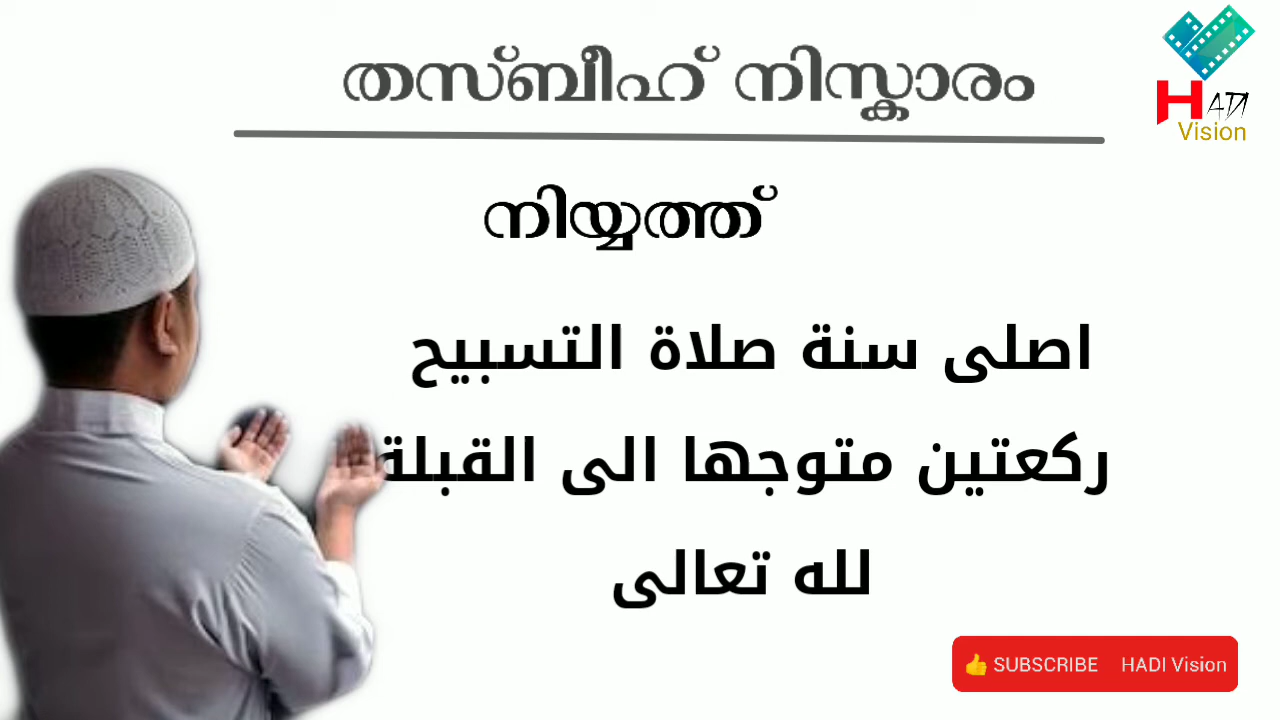 തസ്ബീഹ് നിസ്കാരം
HADI
Vision
നിയ്യത്ത്
اصلى سنة صلاة التسبيح
ركعتين متوجها الى القبلة
لله تعالى
👍 SUBSCRIBE HADI Vision